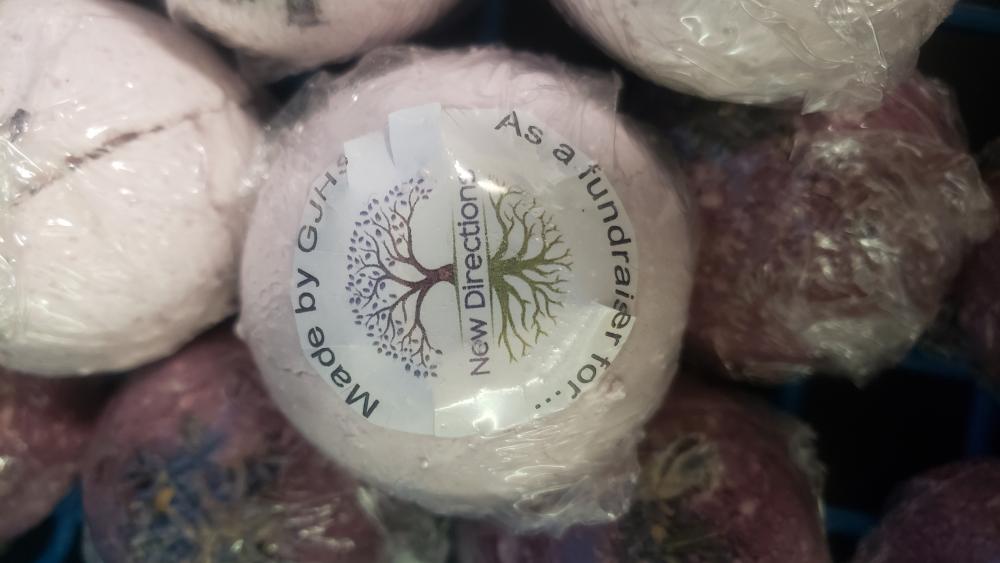 Made by GJHS
As a fundraiser for...
New Directions